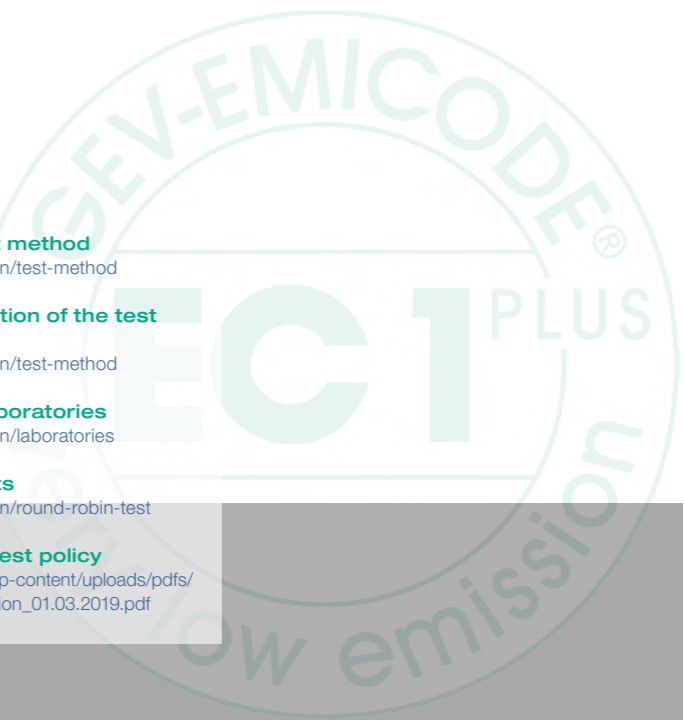 GEV-EMICODE®
EC1 PLUS
method
n/test-method
tion of the test
n/test-method
boratories
n/laboratories
ts
n/round-robin-test
est policy
p-content/uploads/pdfs/
ion_01.03.2019.pdf
very low emission